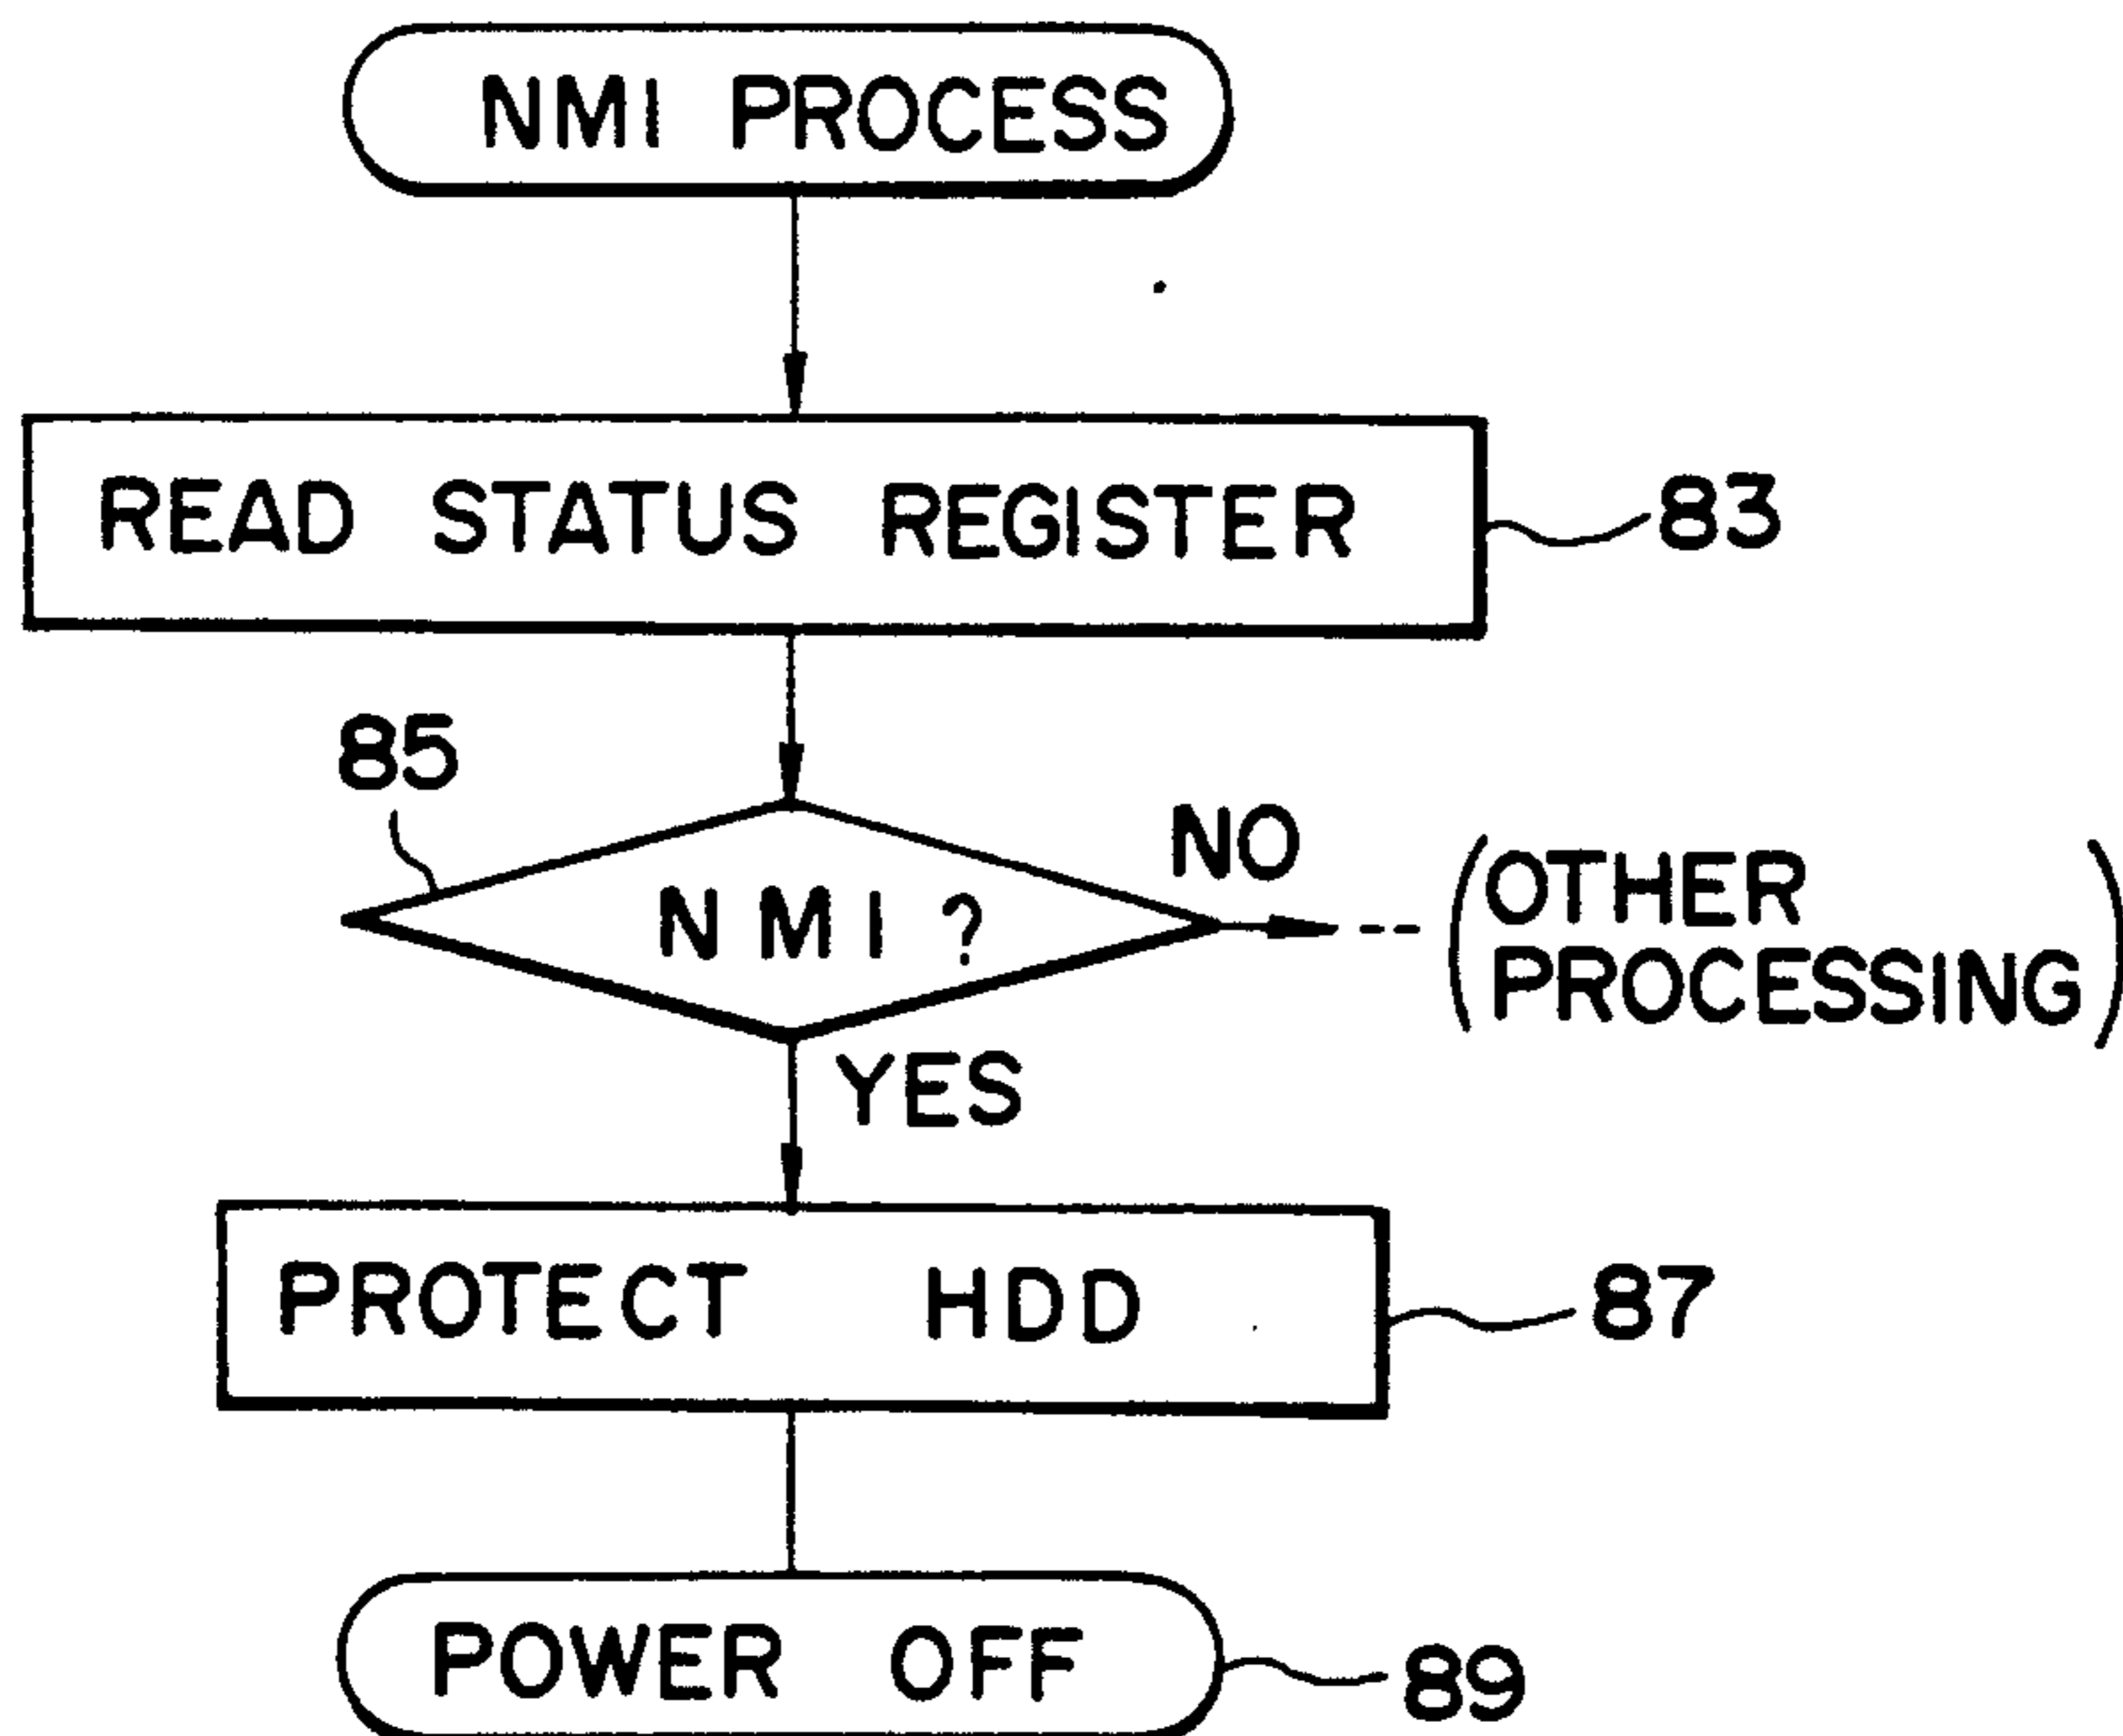 NMI PROCESS
READ STATUS REGISTER
83
85
NMI?
NO
(OTHER
PROCESSING)
YES
PROTECT HDD
87
POWER OFF
89